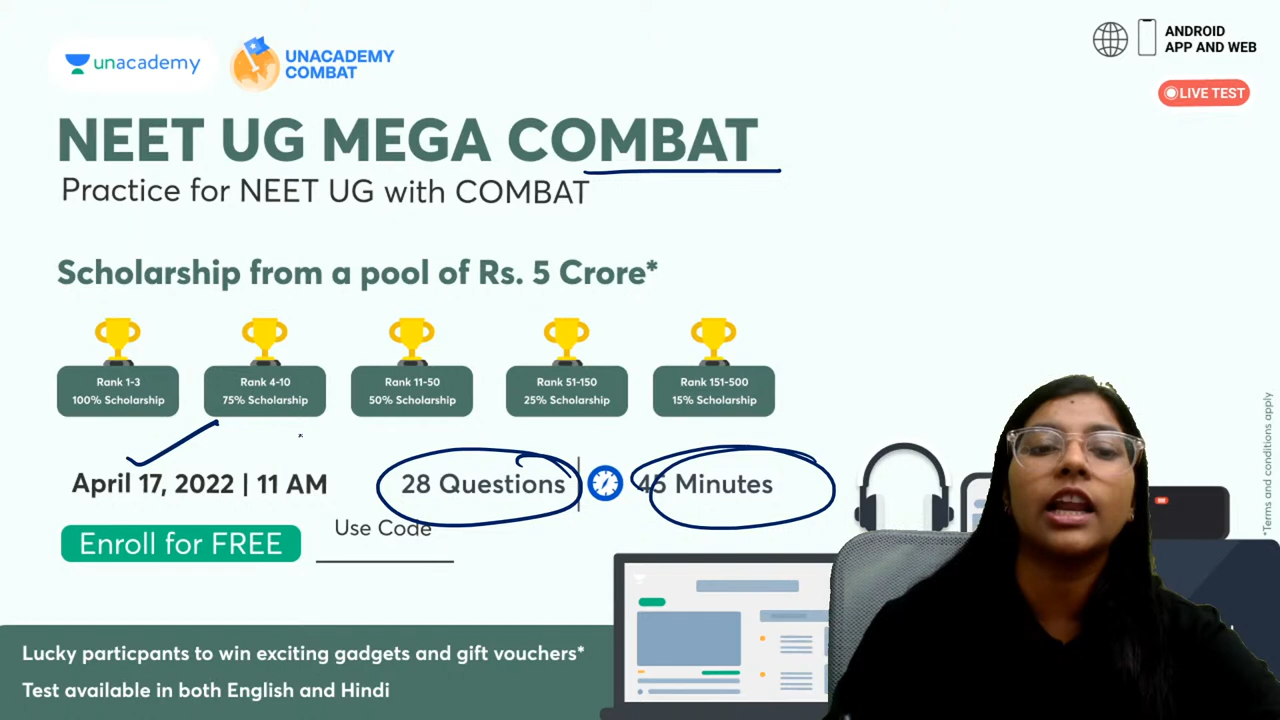 unacademy
UNACADEMY
COMBAT
ANDROID
APP AND WEB
LIVE TEST
NEET UG MEGA COMBAT
Practice for NEET UG with COMBAT
Scholarship from a pool of Rs. 5 Crore*
Rank 1-3
100% Scholarship
Rank 4-10
75% Scholarship
Rank 11-50
50% Scholarship
Rank 51-150
25% Scholarship
Rank 151-500
15% Scholarship
April 17, 2022 | 11 AM
28 Questions
45 Minutes
Enroll for FREE
Use Code
Lucky particpants to win exciting gadgets and gift vouchers*
Test available in both English and Hindi
*Terms and conditions apply